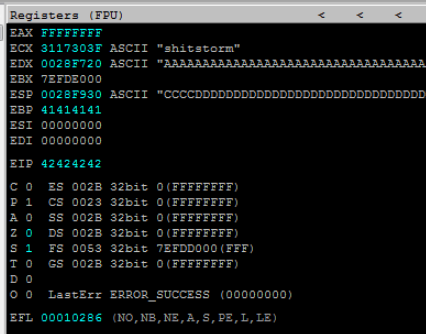 Registers (FPU) < < <
EAX FFFFFFFF
ECX 3117303F ASCII "shitstorm"
EDX 0028F720 ASCII "AAAAAAAAAAAAAAAAAAAAAAAAAAAAAAAAAA
EBX 7EFDE000
ESP 0028F930 ASCII "CCCCDDDDDDDDDDDDDDDDDDDDDDDDDDDDDD
EBP 41414141
ESI 00000000
EDI 00000000
EIP 42424242
C 0 ES 002B 32bit 0(FFFFFFFF)
P 1 CS 0023 32bit 0(FFFFFFFF)
A 0 SS 002B 32bit 0(FFFFFFFF)
Z 0 DS 002B 32bit 0(FFFFFFFF)
S 1 FS 0053 32bit 7EFDD000(FFF)
T 0 GS 002B 32bit 0(FFFFFFFF)
D 0
O 0 LastErr ERROR_SUCCESS (00000000)
EFL 00010286 (NO,NB,NE,A,S,PE,L,LE)